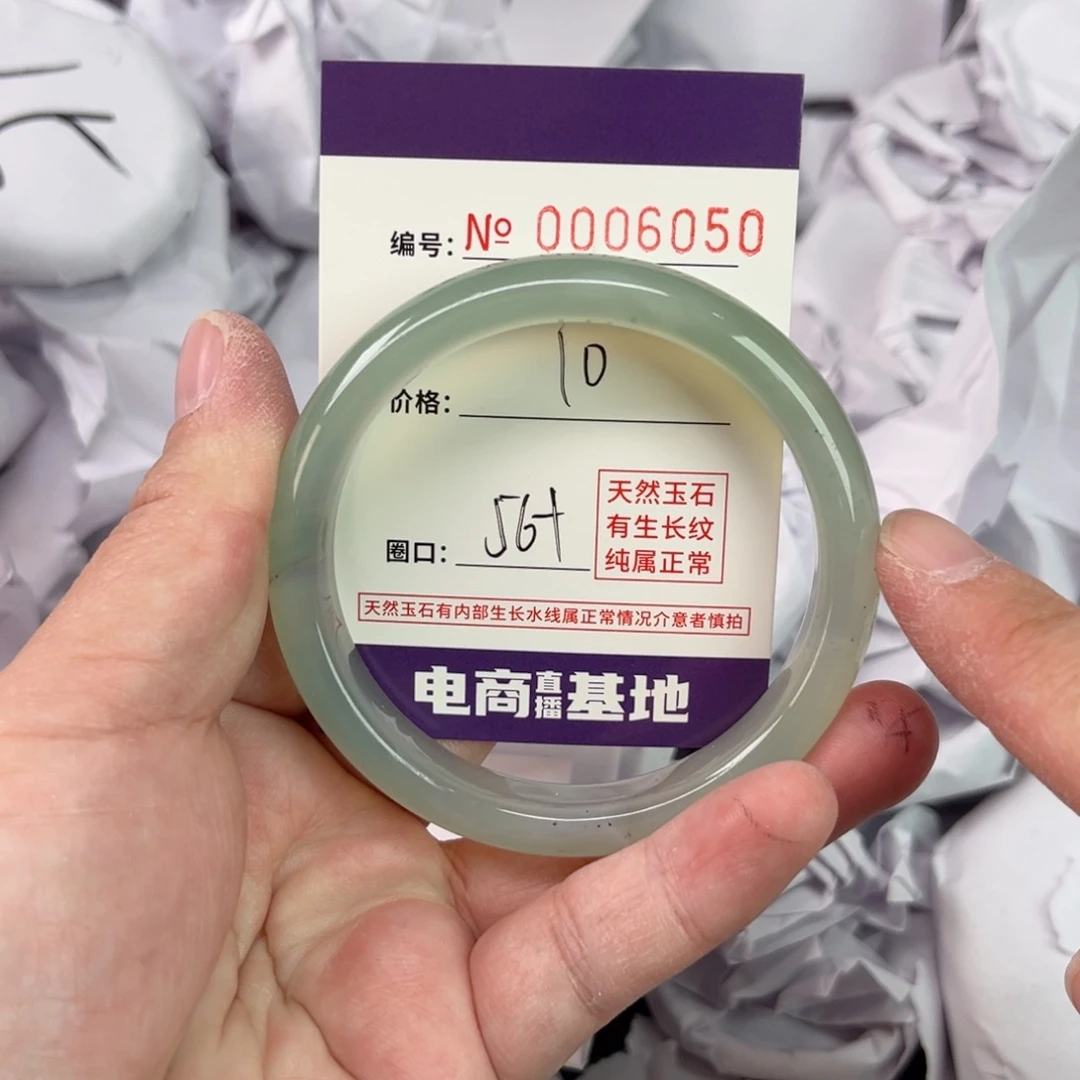 编号: № 0006050
价格: 10
圈口: 56+
天然玉石
有生长纹
纯属正常
天然玉石有内部生长水线属正常情况介意者慎拍
电商直播基地